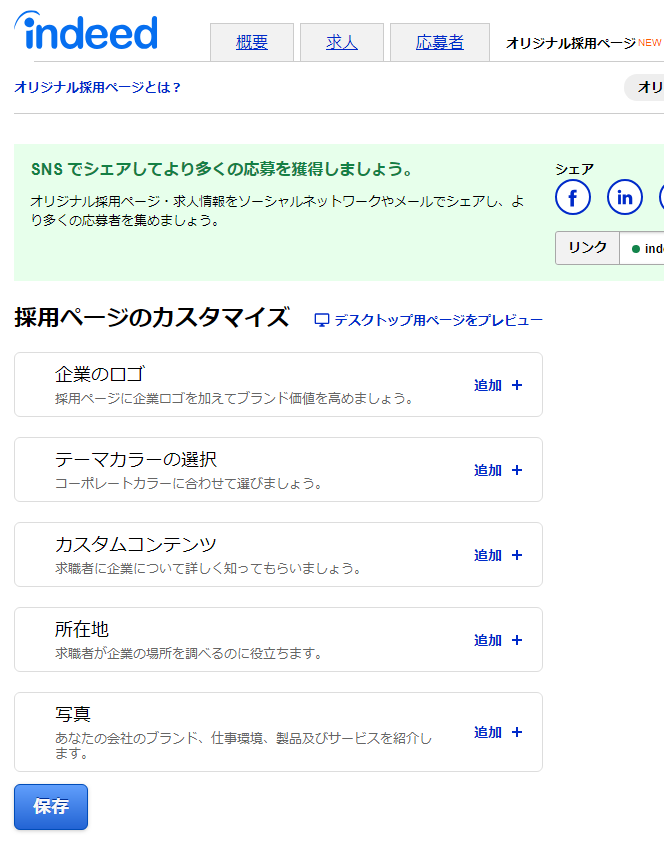 indeed
概要 求人 応募者 オリジナル採用ページ NEW
オリジナル採用ページとは？ オリ
SNS でシェアしてより多くの応募を獲得しましょう。
シェア
オリジナル採用ページ・求人情報をソーシャルネットワークやメールでシェアし、よ
り多くの応募者を集めましょう。
f in
リンク inde
採用ページのカスタマイズ デスクトップ用ページをプレビュー
企業のロゴ
採用ページに企業ロゴを加えてブランド価値を高めましょう。
追加 +
テーマカラーの選択
コーポレートカラーに合わせて選びましょう。
追加 +
カスタムコンテンツ
求職者に企業について詳しく知ってもらいましょう。
追加 +
所在地
求職者が企業の場所を調べるのに役立ちます。
追加 +
写真
あなたの会社のブランド、仕事環境、製品及びサービスを紹介し
ます。
追加 +
保存